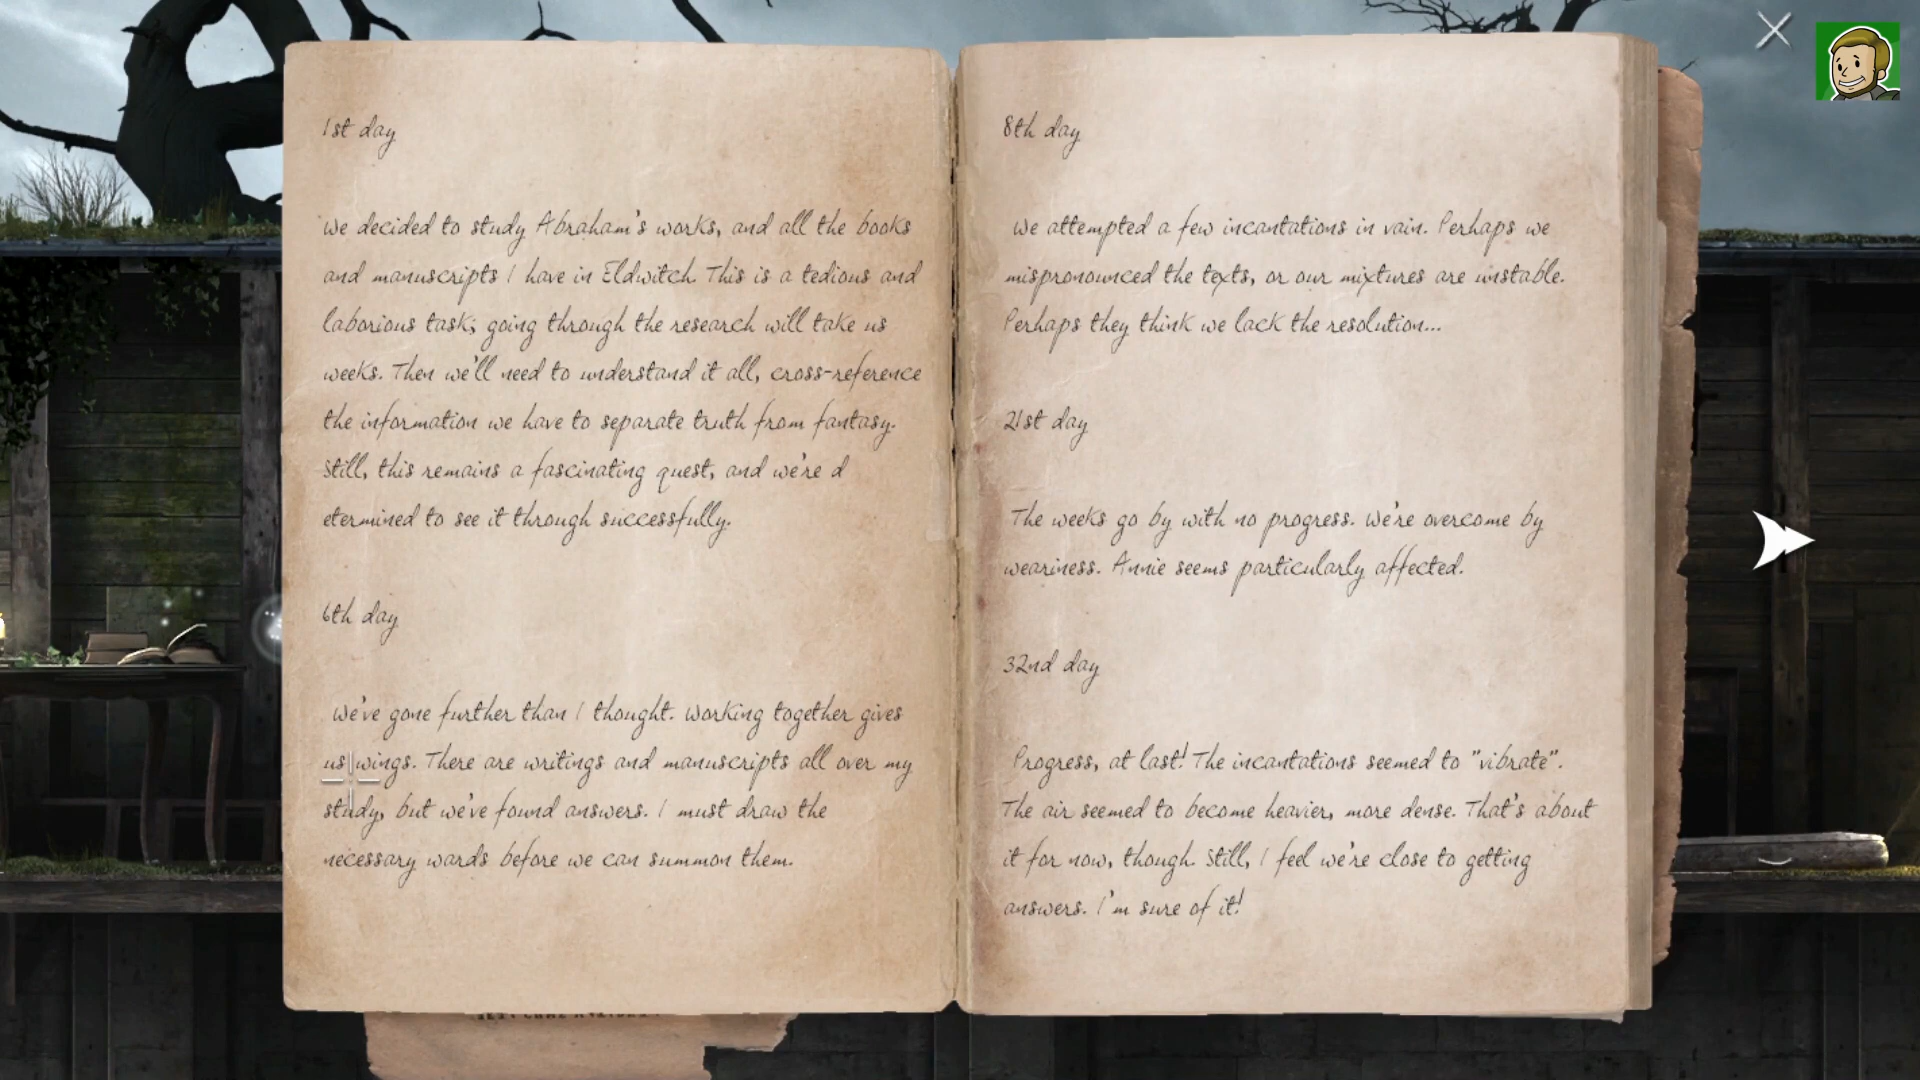 1st day
We decided to study Abraham's works, and all the books
and manuscripts I have in Eldwitch. This is a tedious and
laborious task; going through the research will take us
weeks. Then we'll need to understand it all, cross-reference
the information we have to separate truth from fantasy.
Still, this remains a fascinating quest, and we're d
etermined to see it through successfully.
6th day
We've gone further than I thought. Working together gives
us wings. There are writings and manuscripts all over my
study, but we've found answers. I must draw the
necessary wards before we can summon them.
8th day
We attempted a few incantations in vain. Perhaps we
mispronounced the texts, or our mixtures are unstable.
Perhaps they think we lack the resolution...
21st day
The weeks go by with no progress. We're overcome by
weariness. Annie seems particularly affected.
32nd day
Progress, at last! The incantations seemed to "vibrate".
The air seemed to become heavier, more dense. That's about
it for now, though. Still, I feel we're close to getting
answers. I'm sure of it!